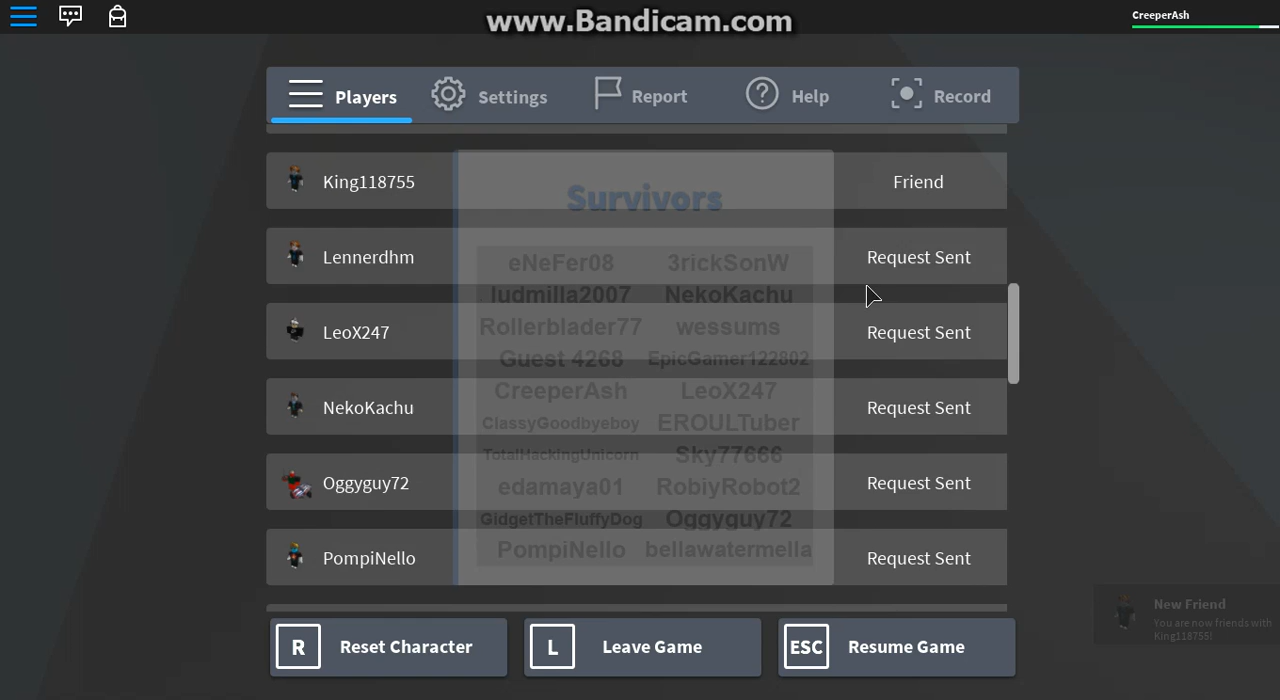 www.Bandicam.com
CreeperAsh
Players Settings Report Help Record
King118755 Friend
Survivors
Lennerdhm Request Sent
eNeFer08 3rickSonW
ludmilla2007 NekoKachu
Rollerblader77 wessums
LeoX247 Request Sent
Guest 4268 EpicGamer122802
CreeperAsh LeoX247
NekoKachu Request Sent
ClassyGoodbyeboy EROULTuber
TotalHackingUnicorn Sky77666
Oggyguy72 Request Sent
edamaya01 RobiyRobot2
GidgetTheFluffyDog Oggyguy72
PompiNello bellawatermella
PompiNello Request Sent
New Friend
You are now friends with
King118755!
R Reset Character L Leave Game ESC Resume Game